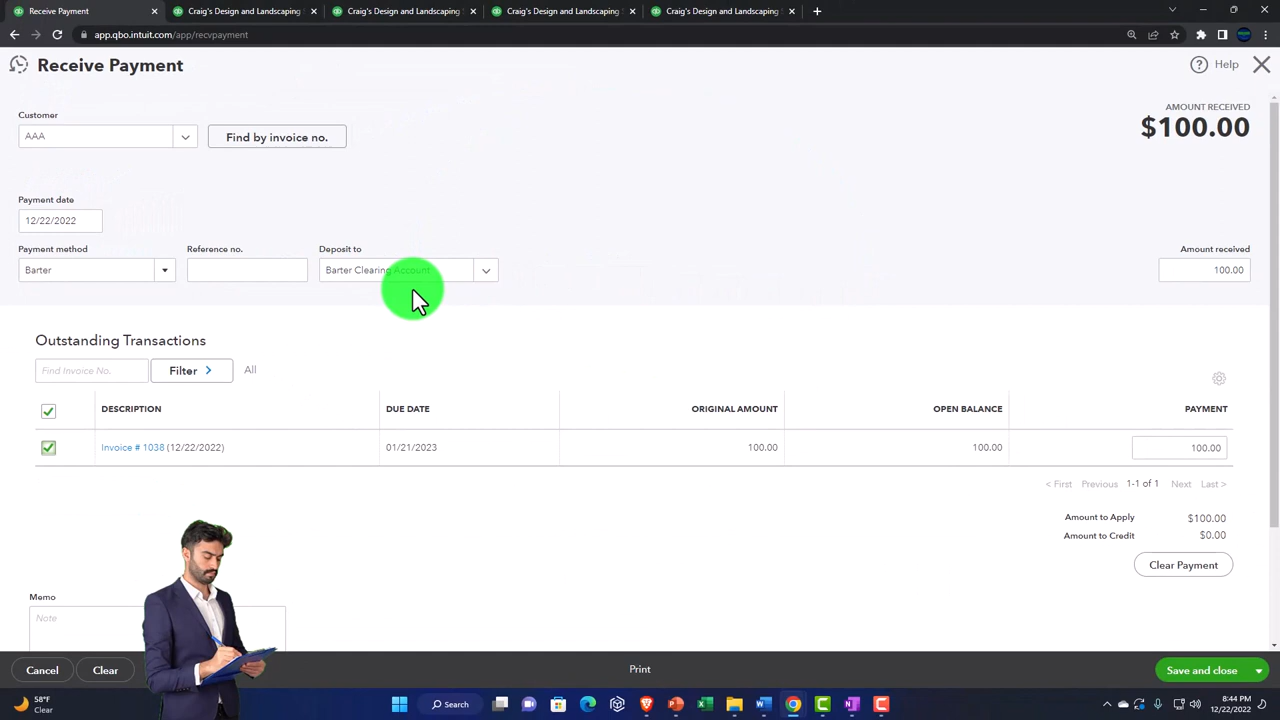 Receive Payment
Craig's Design and Landscaping
Craig's Design and Landscaping
Craig's Design and Landscaping
Craig's Design and Landscaping
app.qbo.intuit.com/app/recvpayment
Receive Payment
Help
Customer
AMOUNT RECEIVED
AAA
Find by invoice no.
$100.00
Payment date
12/22/2022
Payment method
Reference no.
Deposit to
Amount received
Barter
Barter Clearing Account
100.00
Outstanding Transactions
Find Invoice No.
Filter >
All
DESCRIPTION
DUE DATE
ORIGINAL AMOUNT
OPEN BALANCE
PAYMENT
Invoice # 1038 (12/22/2022)
01/21/2023
100.00
100.00
100.00
< First
Previous
1-1 of 1
Next
Last >
Amount to Apply
$100.00
Amount to Credit
$0.00
Clear Payment
Memo
Note
Cancel
Clear
Print
Save and close
58°F
Clear
Search
8:44 PM
12/22/2022